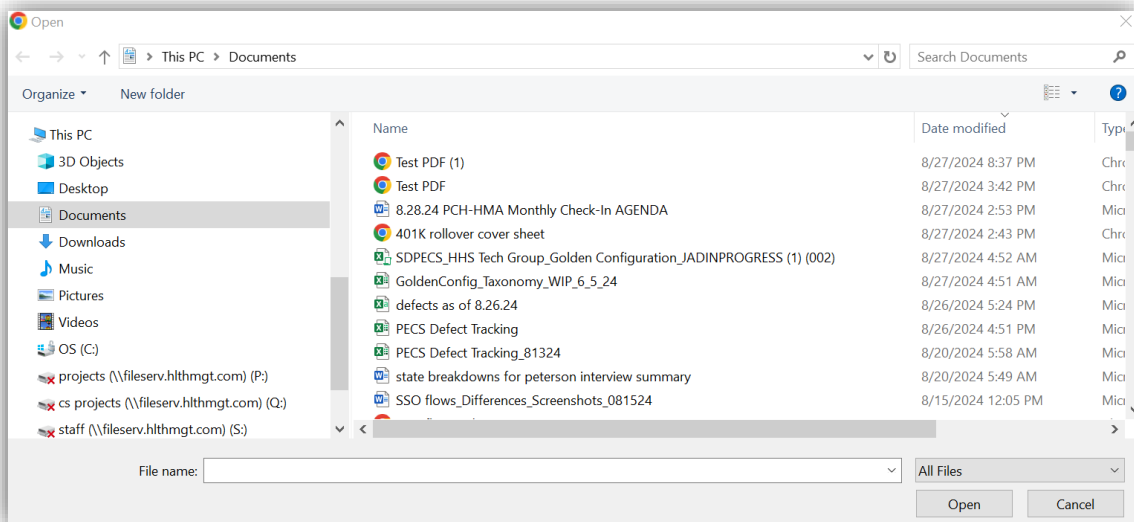 Open
This PC > Documents
Search Documents
Organize
New folder
?
This PC
3D Objects
Desktop
Documents
Downloads
Music
Pictures
Videos
OS (C:)
projects (\\fileserv.hlthmgt.com) (P:)
cs projects (\\fileserv.hlthmgt.com) (Q:)
staff (\\fileserv.hlthmgt.com) (S:)
Name Date modified Type
Test PDF (1) 8/27/2024 8:37 PM Chro
Test PDF 8/27/2024 3:42 PM Chro
8.28.24 PCH-HMA Monthly Check-In AGENDA 8/27/2024 2:53 PM Micr
401K rollover cover sheet 8/27/2024 2:43 PM Chro
SDPECS_HHS Tech Group_Golden Configuration_JADINPROGRESS (1) (002) 8/27/2024 4:52 AM Micr
GoldenConfig_Taxonomy_WIP_6_5_24 8/27/2024 4:51 AM Micr
defects as of 8.26.24 8/26/2024 5:24 PM Micr
PECS Defect Tracking 8/26/2024 4:51 PM Micr
PECS Defect Tracking_81324 8/20/2024 5:58 AM Micr
state breakdowns for peterson interview summary 8/20/2024 5:49 AM Micr
SSO flows_Differences_Screenshots_081524 8/15/2024 12:05 PM Micr
File name:
All Files
Open
Cancel